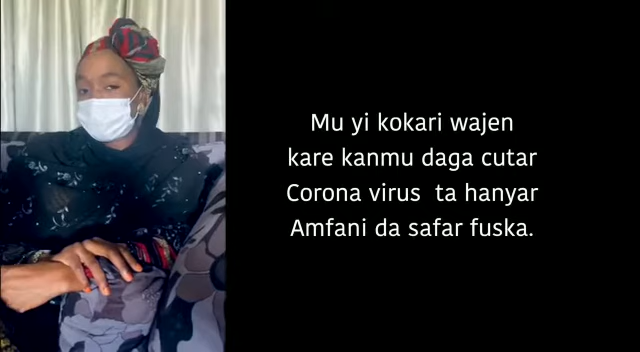 Mu yi kokari wajen
kare kanmu daga cutar
Corona virus ta hanyar
Amfani da safar fuska.